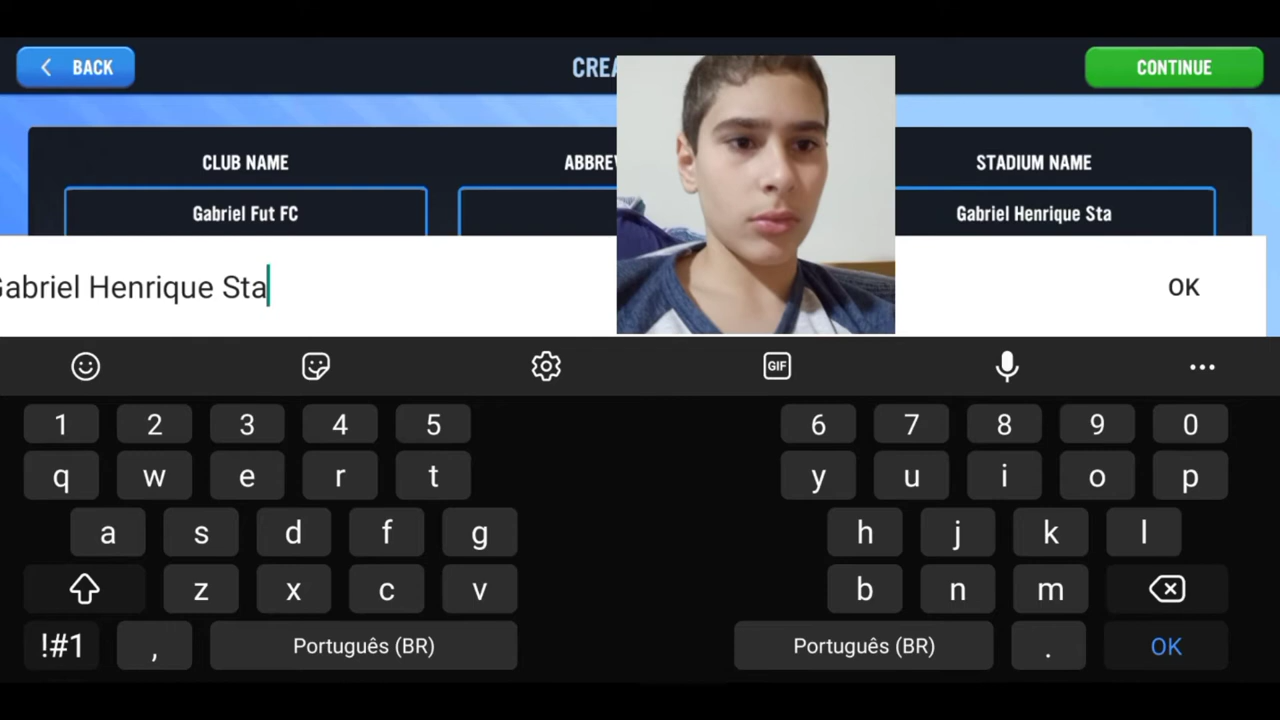 BACK
CREA
CONTINUE
CLUB NAME
ABBREV
STADIUM NAME
Gabriel Fut FC
Gabriel Henrique Sta
Gabriel Henrique Sta
OK
GIF
1 2 3 4 5 6 7 8 9 0
q w e r t y u i o p
a s d f g h j k l
z x c v b n m
!#1 , Português (BR) Português (BR) . OK